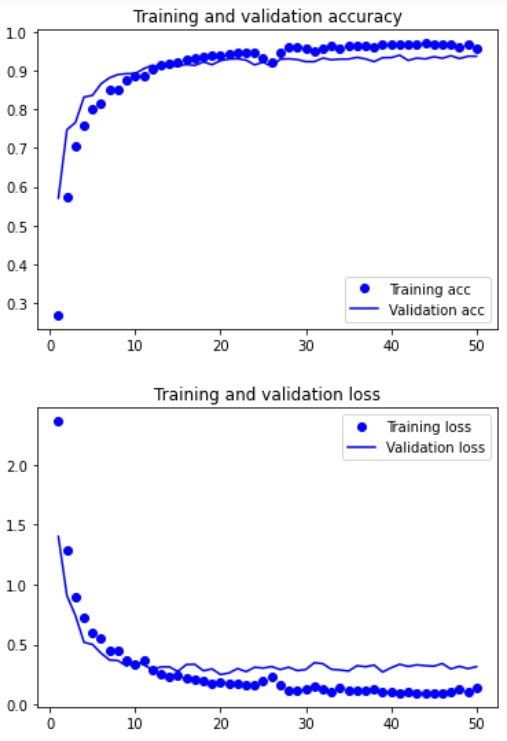 Training and validation accuracy
1.0
0.9
0.8
0.7
0.6
0.5
0.4
0.3
Training acc
Validation acc
0 10 20 30 40 50
Training and validation loss
Training loss
Validation loss
2.0
1.5
1.0
0.5
0.0
0 10 20 30 40 50